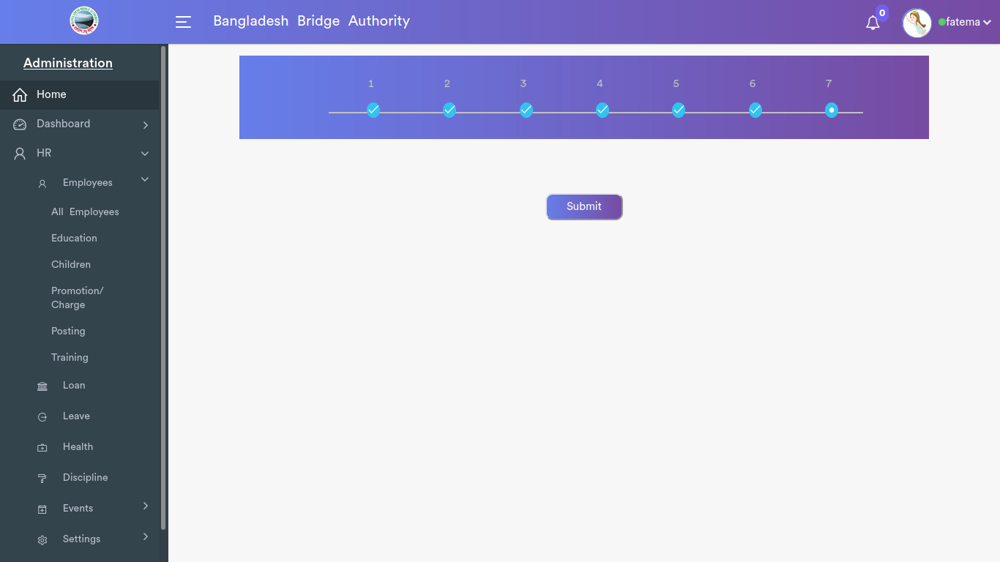 Bangladesh Bridge Authority
0
fatema
Administration
Home
Dashboard
HR
Employees
All Employees
Education
Children
Promotion/
Charge
Posting
Training
Loan
Leave
Health
Discipline
Events
Settings
1 2 3 4 5 6 7
Submit